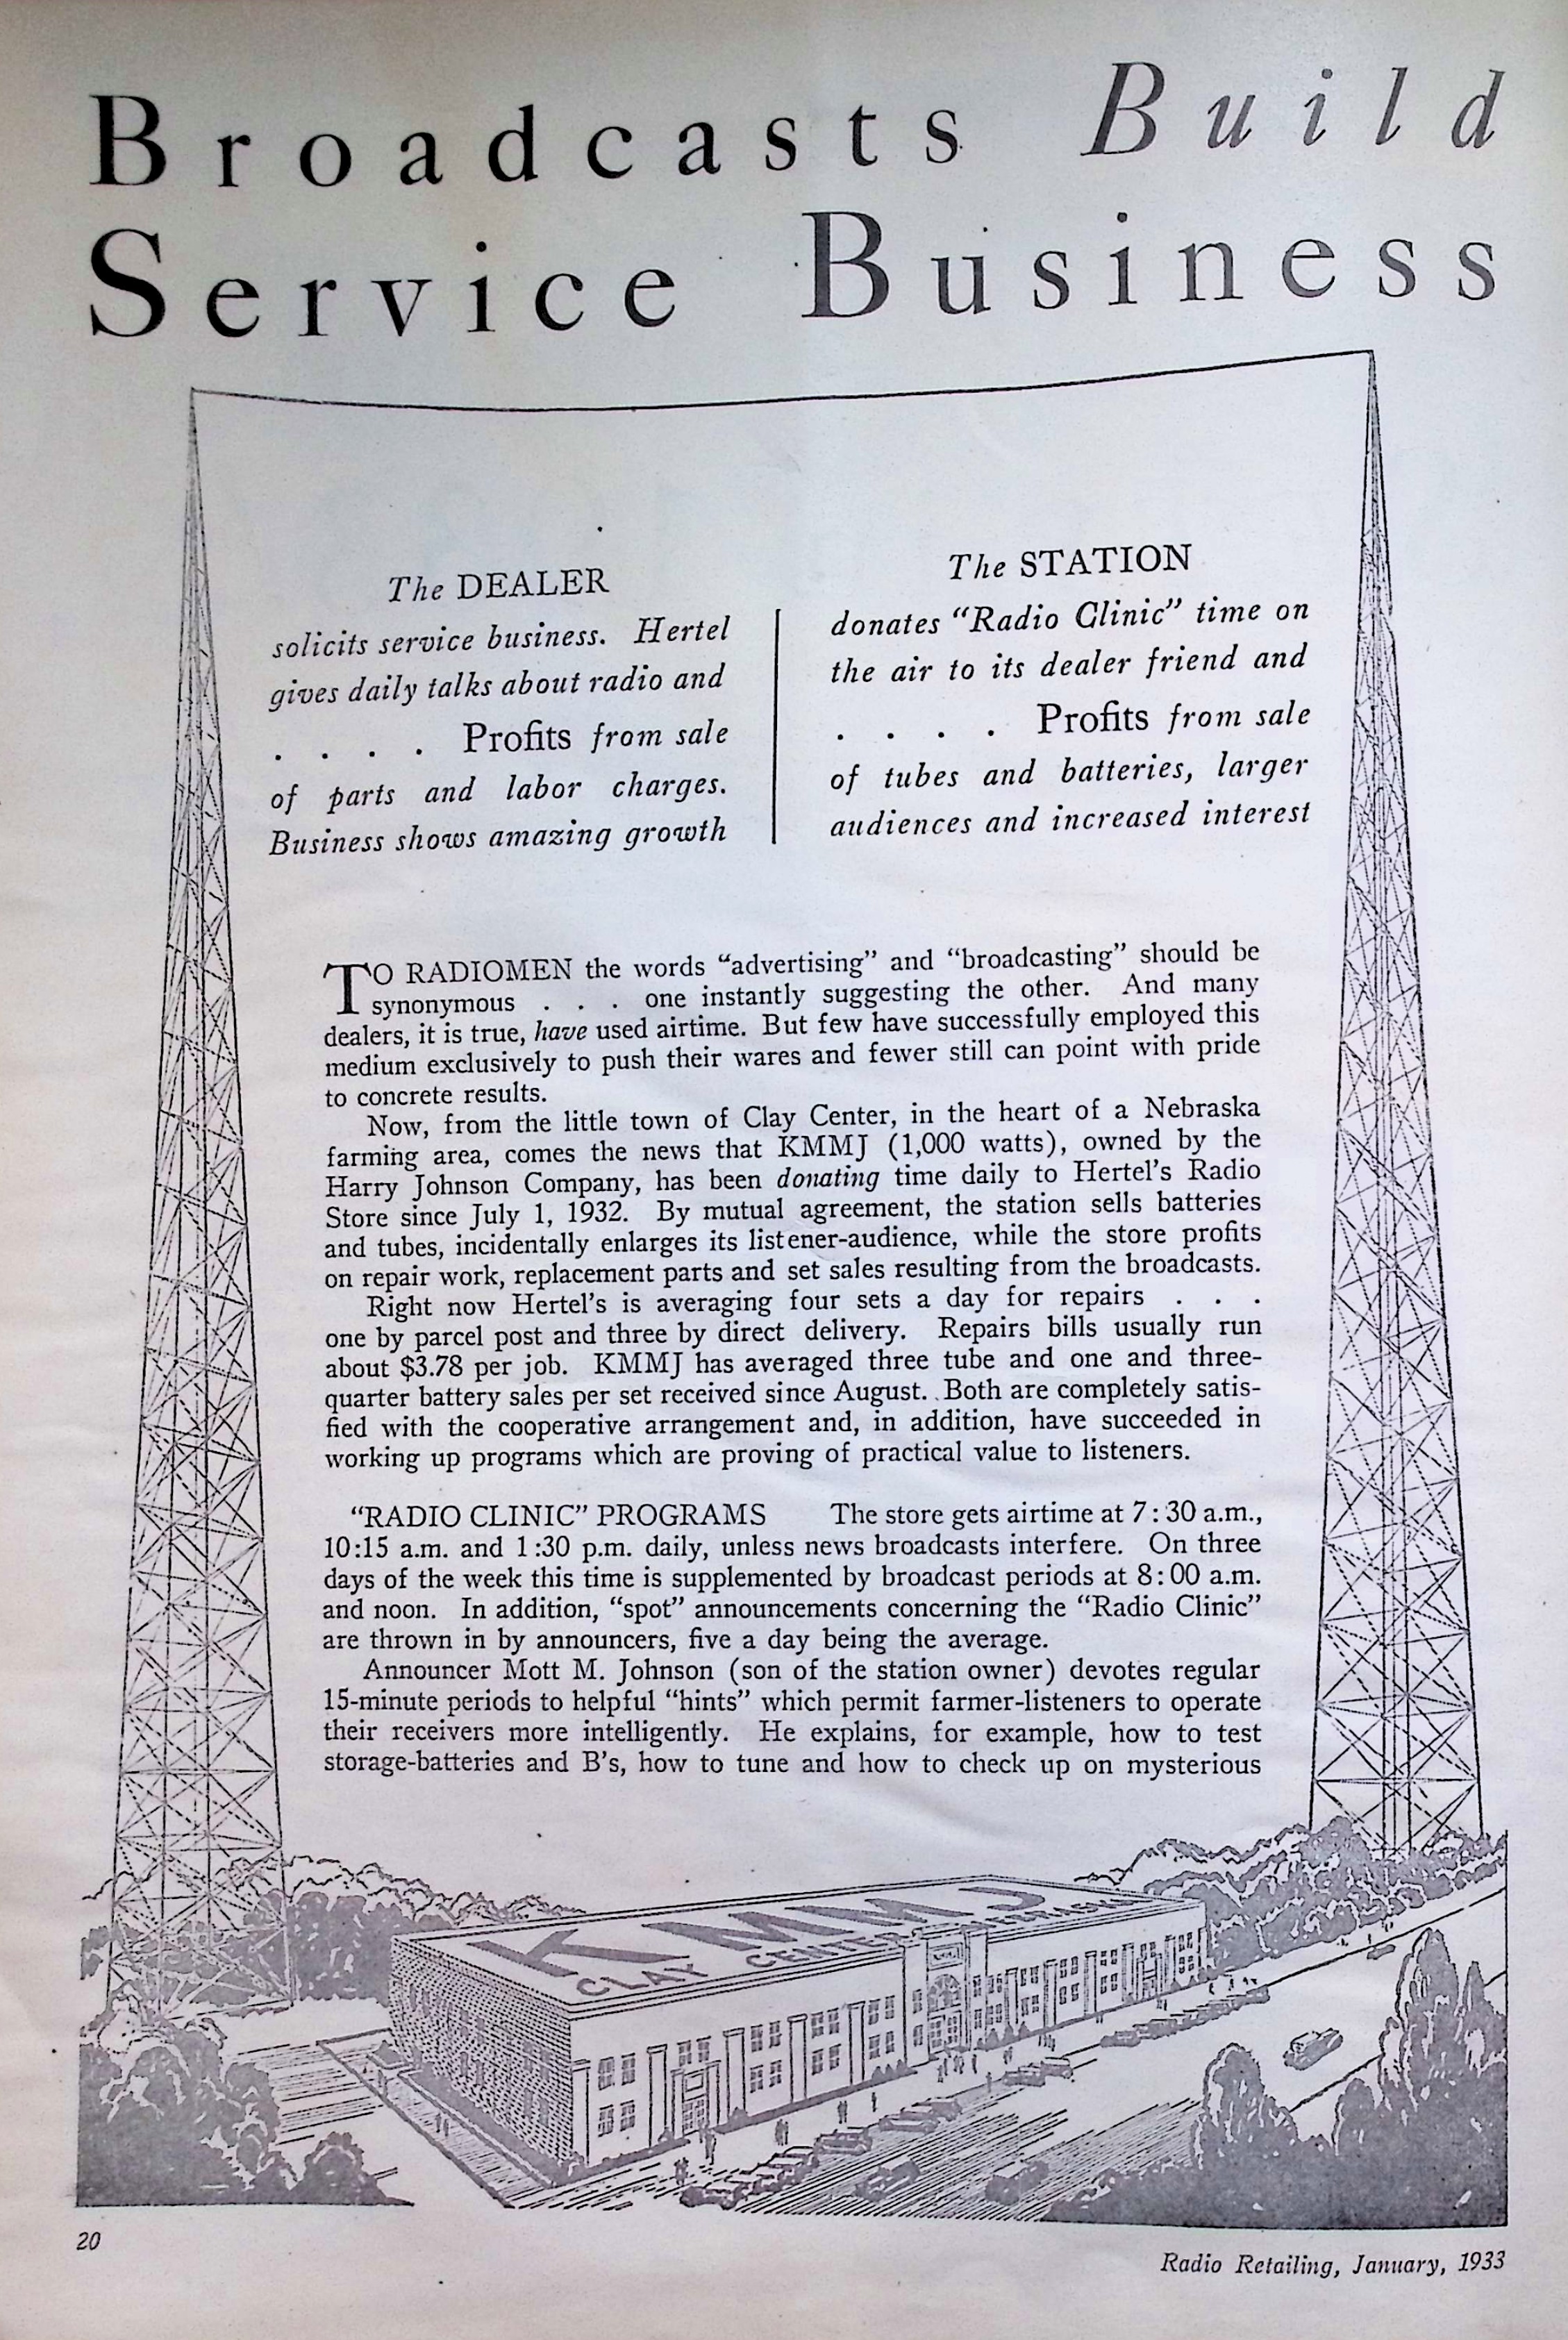 Broadcasts Build
Service Business
The DEALER
solicits service business. Hertel
gives daily talks about radio and
. . . . Profits from sale
of parts and labor charges.
Business shows amazing growth
The STATION
donates “Radio Clinic” time on
the air to its dealer friend and
. . . . Profits from sale
of tubes and batteries, larger
audiences and increased interest
TO RADIOMEN the words “advertising” and “broadcasting” should be
synonymous . . . one instantly suggesting the other. And many
dealers, it is true, have used airtime. But few have successfully employed this
medium exclusively to push their wares and fewer still can point with pride
to concrete results.
Now, from the little town of Clay Center, in the heart of a Nebraska
farming area, comes the news that KMMJ (1,000 watts), owned by the
Harry Johnson Company, has been donating time daily to Hertel’s Radio
Store since July 1, 1932. By mutual agreement, the station sells batteries
and tubes, incidentally enlarges its listener-audience, while the store profits
on repair work, replacement parts and set sales resulting from the broadcasts.
Right now Hertel’s is averaging four sets a day for repairs . . .
one by parcel post and three by direct delivery. Repairs bills usually run
about $3.78 per job. KMMJ has averaged three tube and one and three-
quarter battery sales per set received since August. Both are completely satis-
fied with the cooperative arrangement and, in addition, have succeeded in
working up programs which are proving of practical value to listeners.
“RADIO CLINIC” PROGRAMS The store gets airtime at 7:30 a.m.,
10:15 a.m. and 1:30 p.m. daily, unless news broadcasts interfere. On three
days of the week this time is supplemented by broadcast periods at 8:00 a.m.
and noon. In addition, “spot” announcements concerning the “Radio Clinic”
are thrown in by announcers, five a day being the average.
Announcer Mott M. Johnson (son of the station owner) devotes regular
15-minute periods to helpful “hints” which permit farmer-listeners to operate
their receivers more intelligently. He explains, for example, how to test
storage-batteries and B’s, how to tune and how to check up on mysterious
KMMJ
CLAY CENTER NEBRASKA
20
Radio Retailing, January, 1933